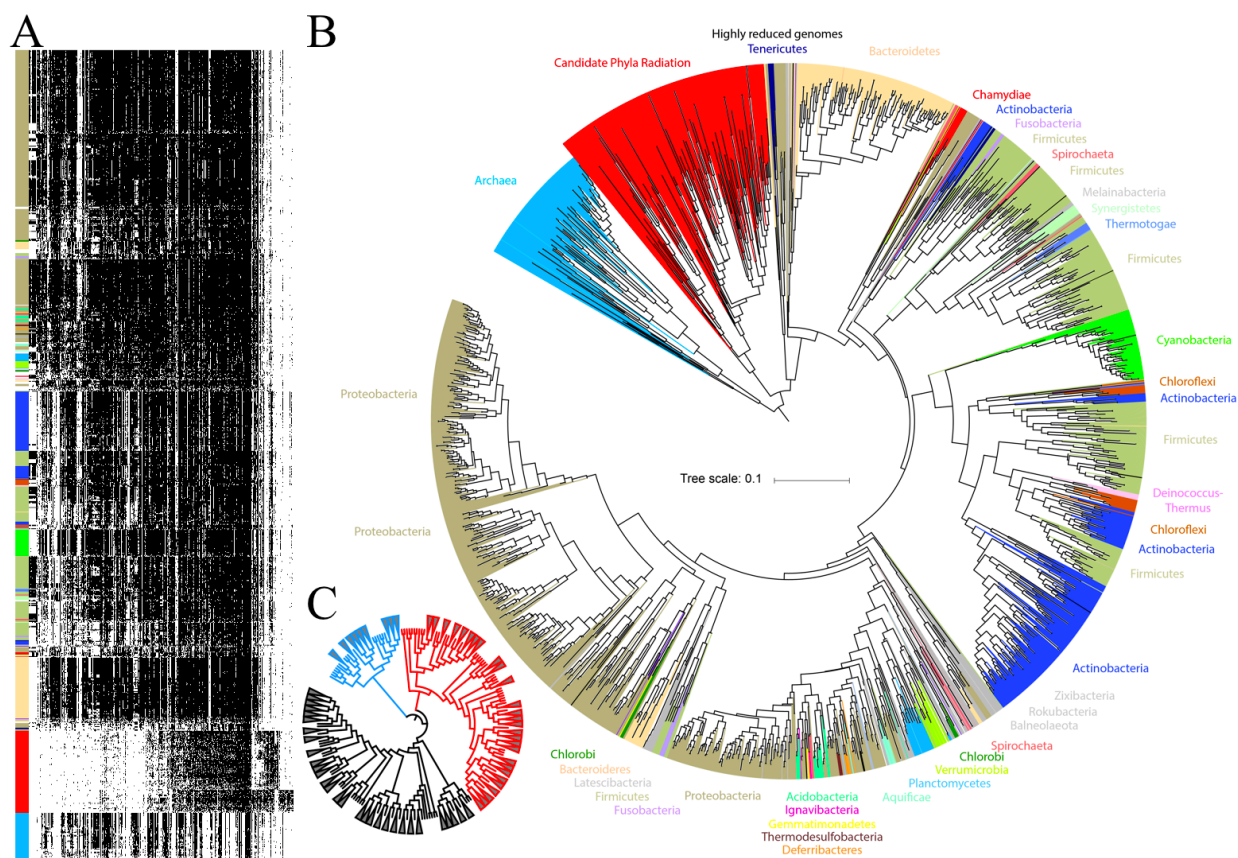 A
B
Highly reduced genomes
Tenericutes
Bacteroidetes
Candidate Phyla Radiation
Chamydiae
Actinobacteria
Fusobacteria
Firmicutes
Spirochaeta
Firmicutes
Archaea
Melainabacteria
Synergistetes
Thermotogae
Firmicutes
Cyanobacteria
Chloroflexi
Actinobacteria
Proteobacteria
Firmicutes
Tree scale: 0.1
Deinococcus-
Thermus
Chloroflexi
Actinobacteria
Proteobacteria
Firmicutes
C
Actinobacteria
Zixibacteria
Rokubacteria
Balneolaeota
Spirochaeta
Chlorobi
Verrumicrobia
Planctomycetes
Aquificae
Chlorobi
Bacteroideres
Latescibacteria
Firmicutes
Fusobacteria
Proteobacteria
Acidobacteria
Ignavibacteria
Gemmatimonadetes
Thermodesulfobacteria
Deferribacteres